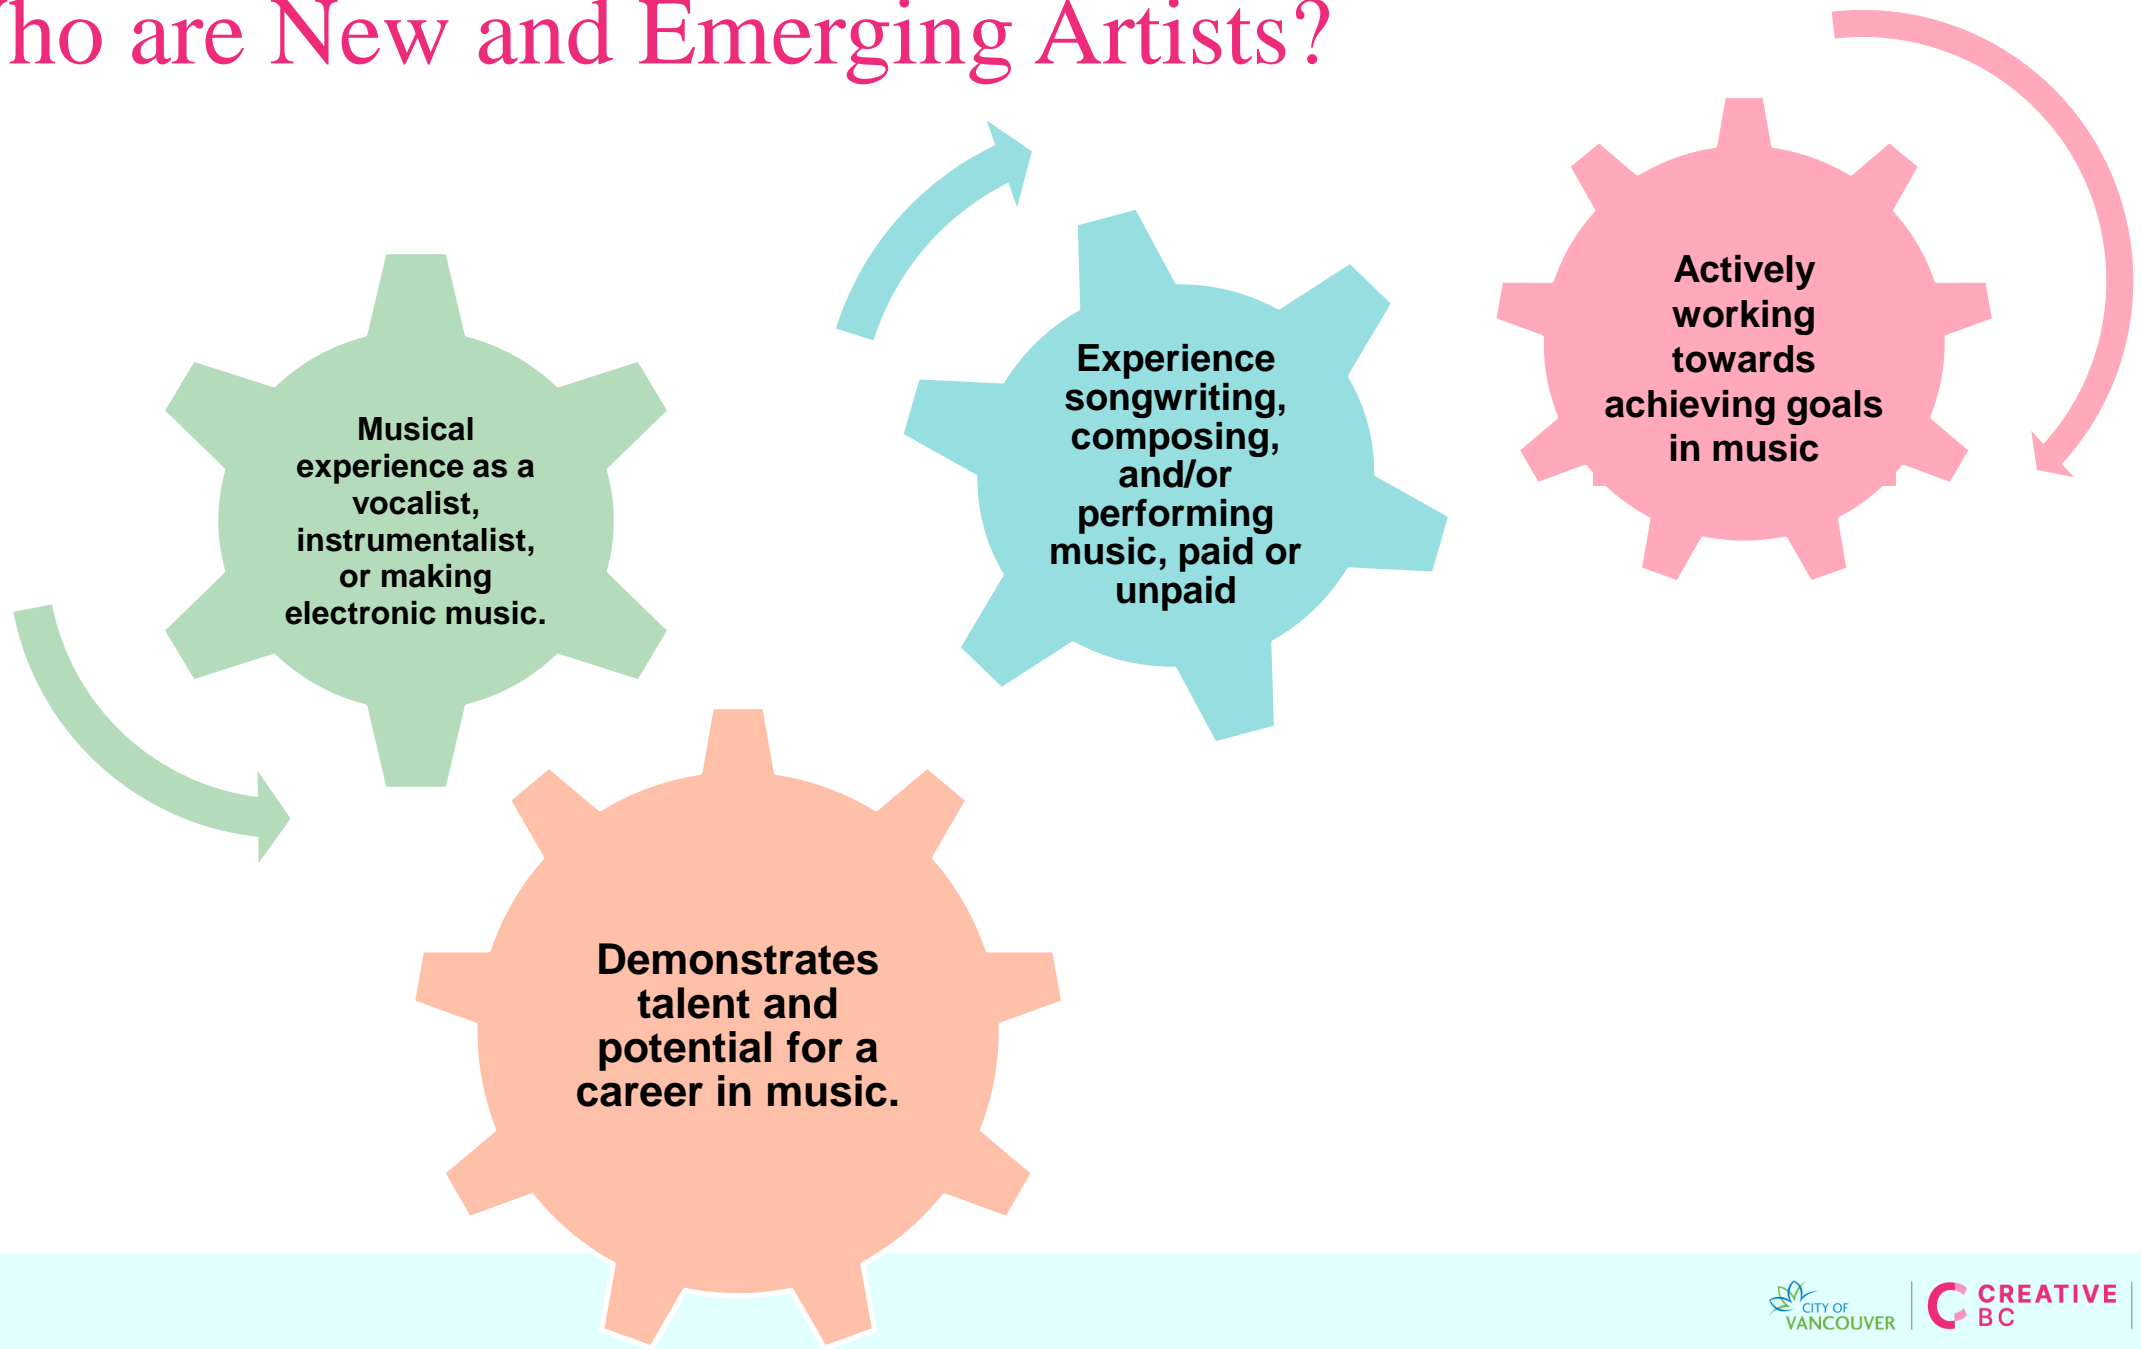 ho are New and Emerging Artists?
Musical
experience as a
vocalist,
instrumentalist,
or making
electronic music.
Experience
songwriting,
composing,
and/or
performing
music, paid or
unpaid
Actively
working
towards
achieving goals
in music
Demonstrates
talent and
potential for a
career in music.
CITY OF
VANCOUVER
CREATIVE
BC